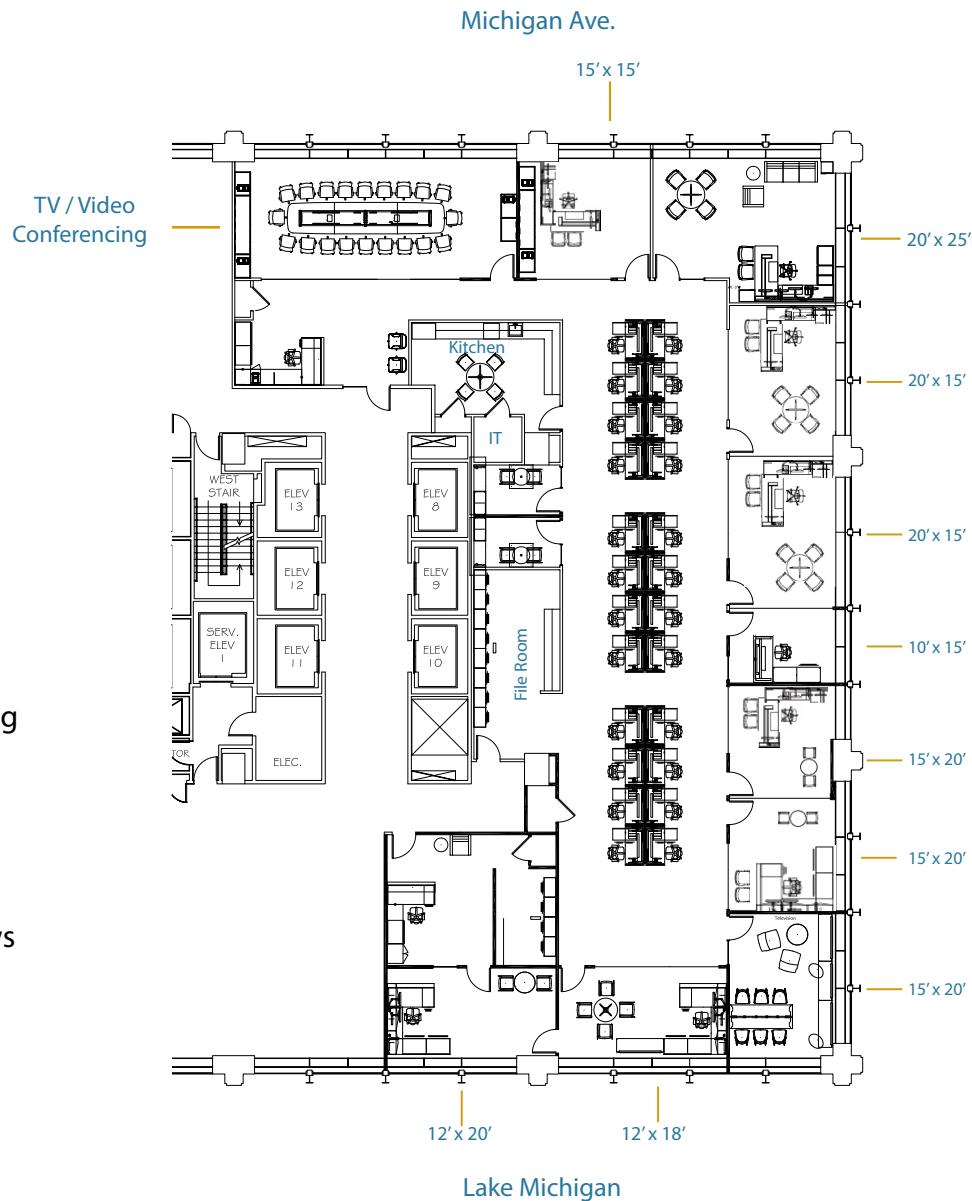 Michigan Ave.
15’ x 15’
TV / Video
Conferencing
20’ x 25’
Kitchen
20’ x 15’
IT
WEST
STAIR
ELEV
13
ELEV
8
20’ x 15’
ELEV
12
ELEV
9
SERV.
ELEV
1
ELEV
11
ELEV
10
File Room
10’ x 15’
g
TOR
ELEC.
15’ x 20’
15’ x 20’
Television
vs
15’ x 20’
12’ x 20’
12’ x 18’
Lake Michigan